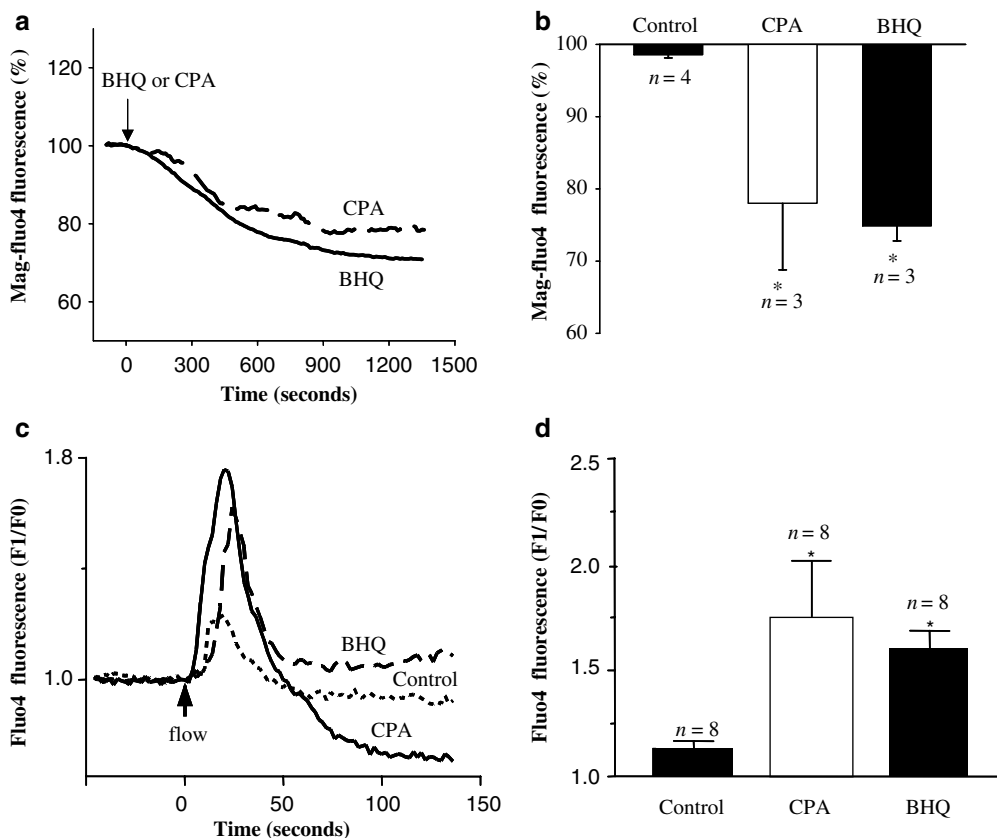 a
Mag-fluo4 fluorescence (%)
120
100
80
60
BHQ or CPA
CPA
BHQ
0 300 600 900 1200 1500
Time (seconds)
b
Control CPA BHQ
Mag-fluo4 fluorescence (%)
100
90
80
70
60
n = 4
*
n = 3
*
n = 3
c
Fluo4 fluorescence (F1/F0)
1.8
1.0
BHQ
Control
CPA
flow
0 50 100 150
Time (seconds)
d
Fluo4 fluorescence (F1/F0)
2.5
2.0
1.5
1.0
n = 8
n = 8
*
n = 8
*
Control CPA BHQ